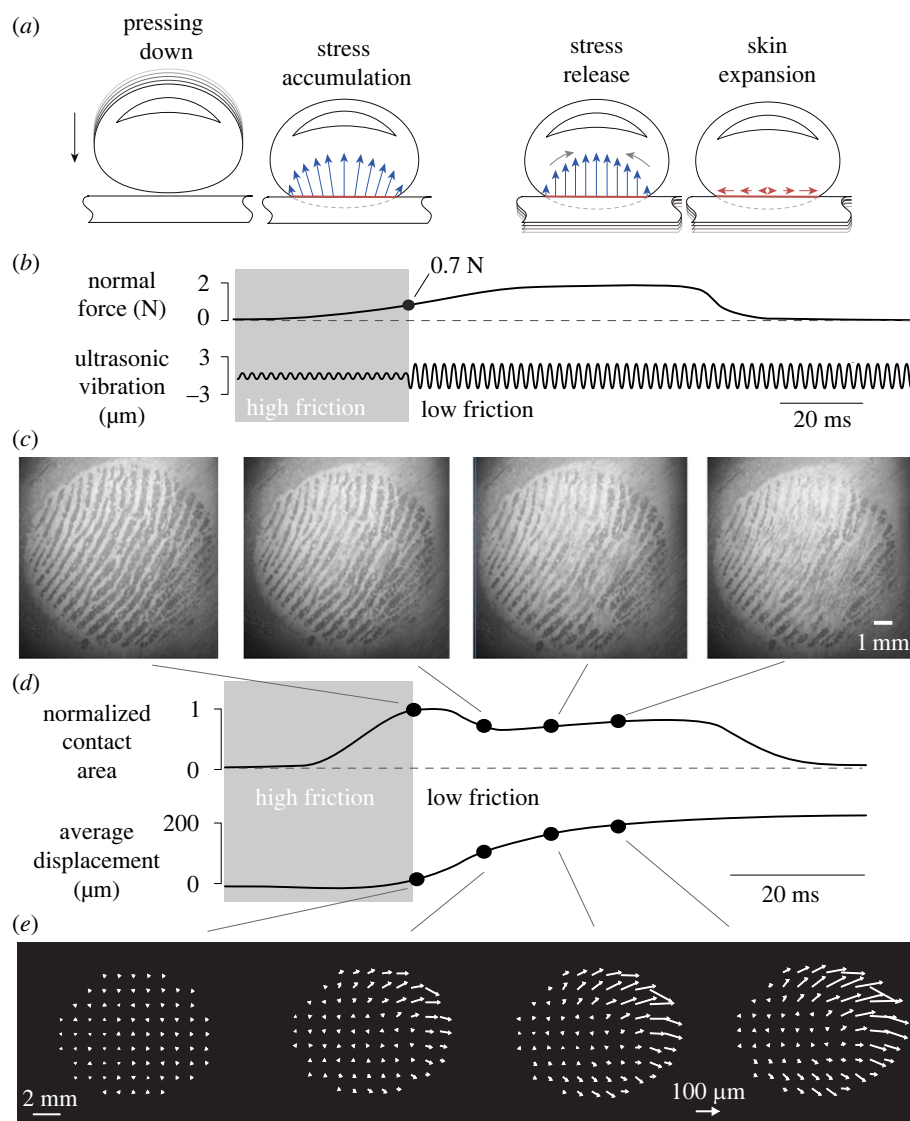 (a)
pressing
down
stress
accumulation
stress
release
skin
expansion
(b)
normal
force (N)
2
0
0.7 N
ultrasonic
vibration
(µm)
3
–3
high friction
low friction
20 ms
(c)
1 mm
(d)
normalized
contact
area
1
0
high friction
low friction
average
displacement
(µm)
200
0
20 ms
(e)
2 mm
100 µm